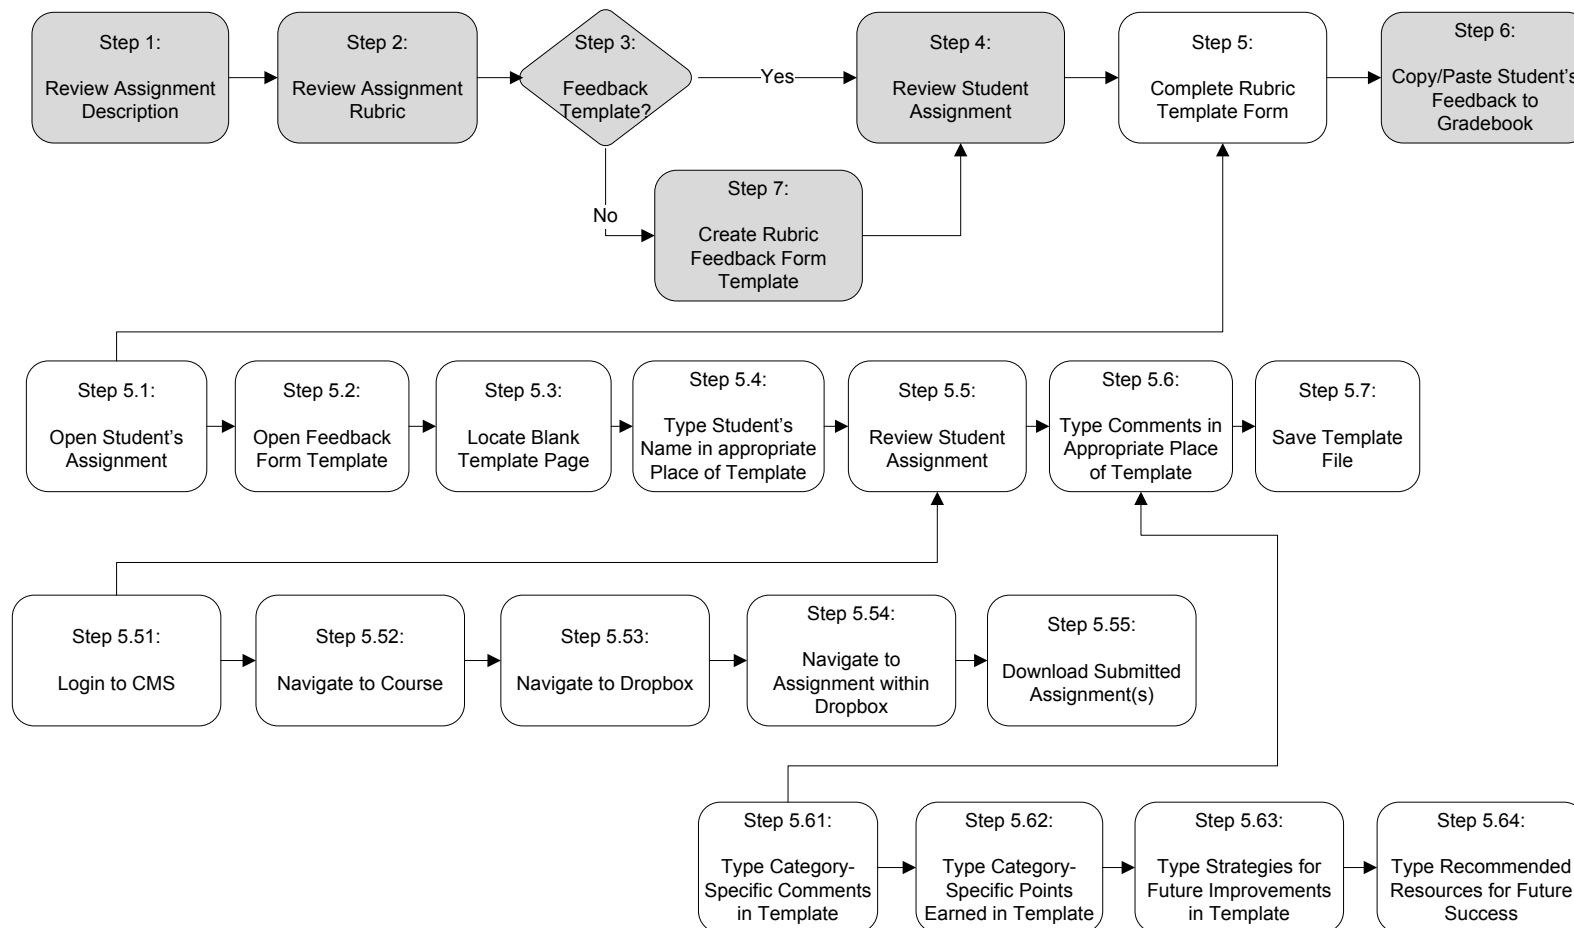 Step 1:
Review Assignment
Description
Step 2:
Review Assignment
Rubric
Step 3:
Feedback
Template?
Yes
Step 4:
Review Student
Assignment
Step 5:
Complete Rubric
Template Form
Step 6:
Copy/Paste Student's
Feedback to
Gradebook
No
Step 7:
Create Rubric
Feedback Form
Template
Step 5.1:
Open Student's
Assignment
Step 5.2:
Open Feedback
Form Template
Step 5.3:
Locate Blank
Template Page
Step 5.4:
Type Student's
Name in appropriate
Place of Template
Step 5.5:
Review Student
Assignment
Step 5.6:
Type Comments in
Appropriate Place
of Template
Step 5.7:
Save Template
File
Step 5.51:
Login to CMS
Step 5.52:
Navigate to Course
Step 5.53:
Navigate to Dropbox
Step 5.54:
Navigate to
Assignment within
Dropbox
Step 5.55:
Download Submitted
Assignment(s)
Step 5.61:
Type Category-
Specific Comments
in Template
Step 5.62:
Type Category-
Specific Points
Earned in Template
Step 5.63:
Type Strategies for
Future Improvements
in Template
Step 5.64:
Type Recommended
Resources for Future
Success